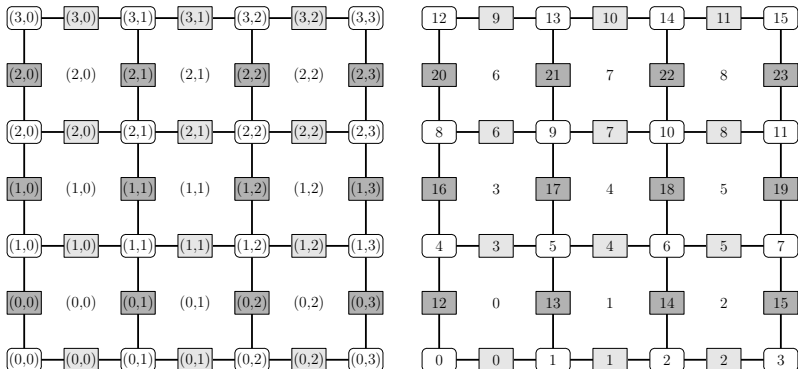 (3,0) (3,0) (3,1) (3,1) (3,2) (3,2) (3,3) 12 9 13 10 14 11 15
(2,0) (2,0) (2,1) (2,1) (2,2) (2,2) (2,3) 20 6 21 7 22 8 23
(2,0) (2,0) (2,1) (2,1) (2,2) (2,2) (2,3) 8 6 9 7 10 8 11
(1,0) (1,0) (1,1) (1,1) (1,2) (1,2) (1,3) 16 3 17 4 18 5 19
(1,0) (1,0) (1,1) (1,1) (1,2) (1,2) (1,3) 4 3 5 4 6 5 7
(0,0) (0,0) (0,1) (0,1) (0,2) (0,2) (0,3) 12 0 13 1 14 2 15
(0,0) (0,0) (0,1) (0,1) (0,2) (0,2) (0,3) 0 0 1 1 2 2 3